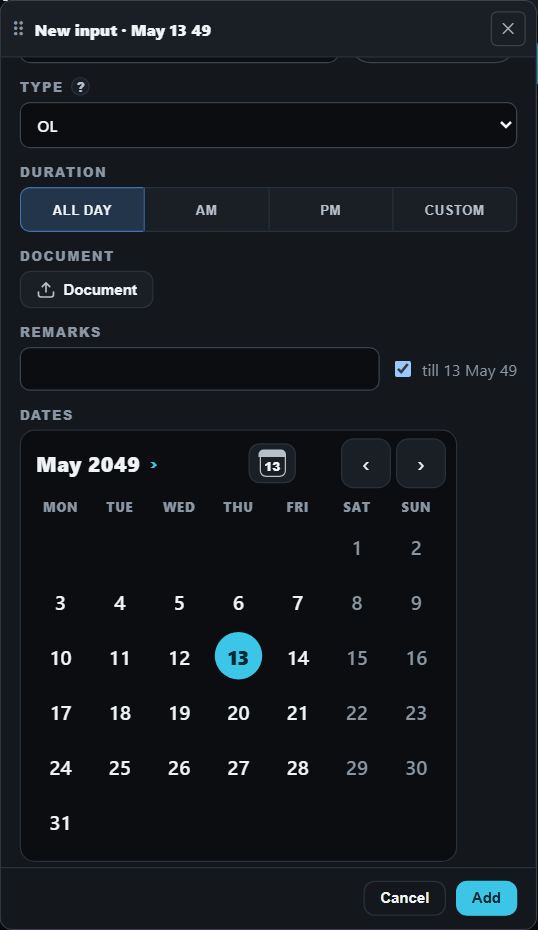 New input · May 13 49
TYPE ?
OL
DURATION
ALL DAY AM PM CUSTOM
DOCUMENT
Document
REMARKS
till 13 May 49
DATES
May 2049 › 13 ‹ ›
MON TUE WED THU FRI SAT SUN
1 2
3 4 5 6 7 8 9
10 11 12 13 14 15 16
17 18 19 20 21 22 23
24 25 26 27 28 29 30
31
Cancel Add